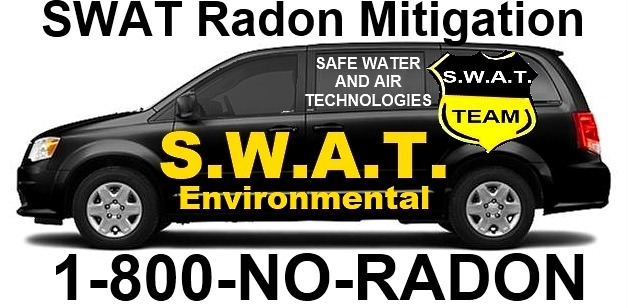 SWAT Radon Mitigation
SAFE WATER
AND AIR
TECHNOLOGIES
S.W.A.T.
TEAM
S.W.A.T.
Environmental
1-800-NO-RADON